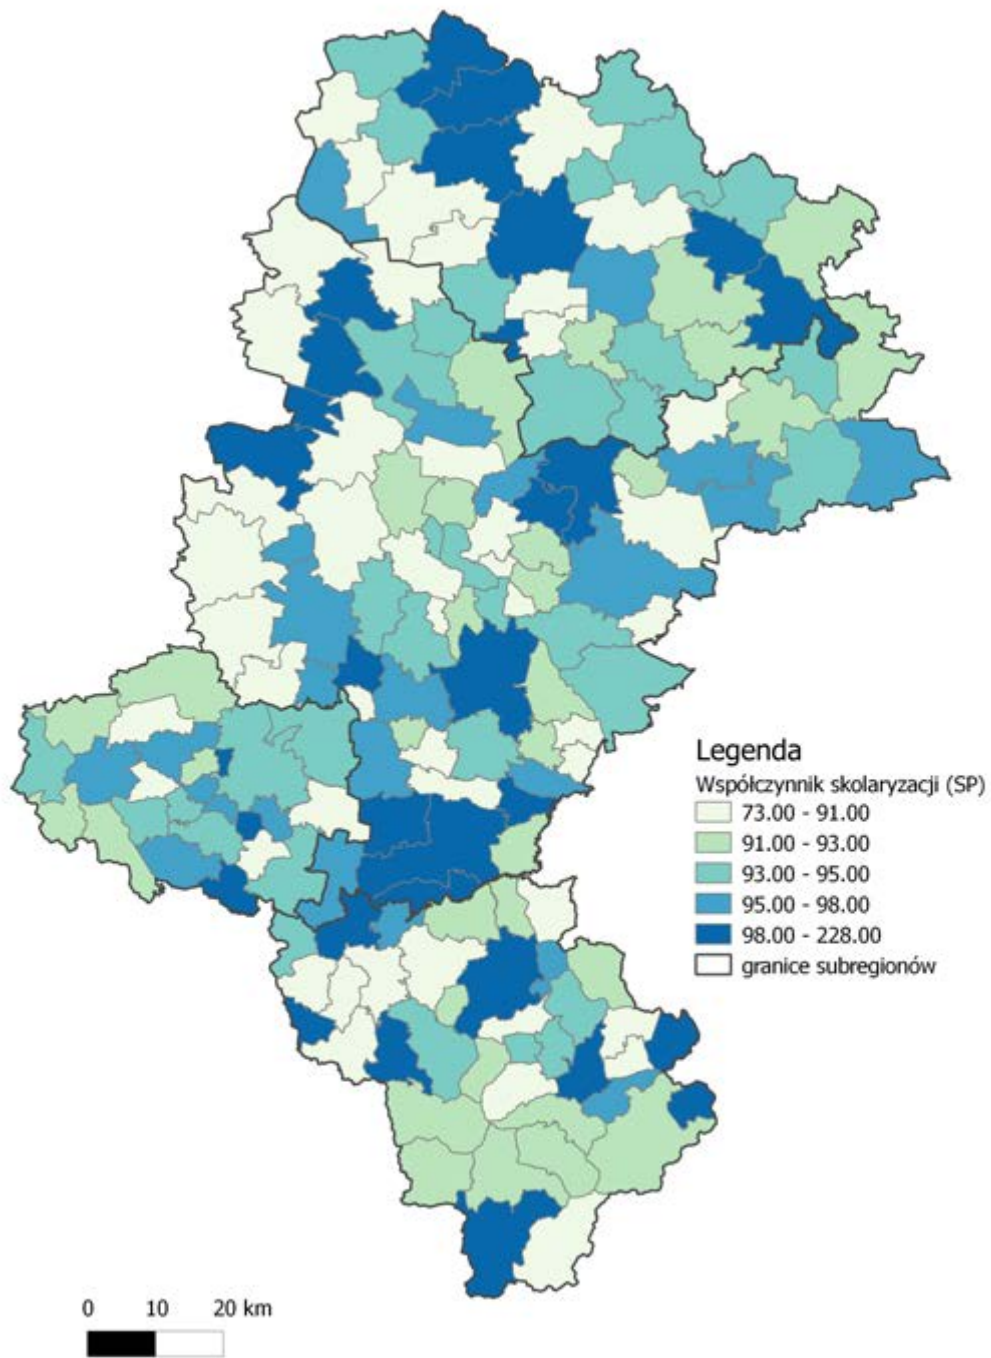 Legenda
Współczynnik skolaryzacji (SP)
73.00 - 91.00
91.00 - 93.00
93.00 - 95.00
95.00 - 98.00
98.00 - 228.00
granice subregionów
0 10 20 km